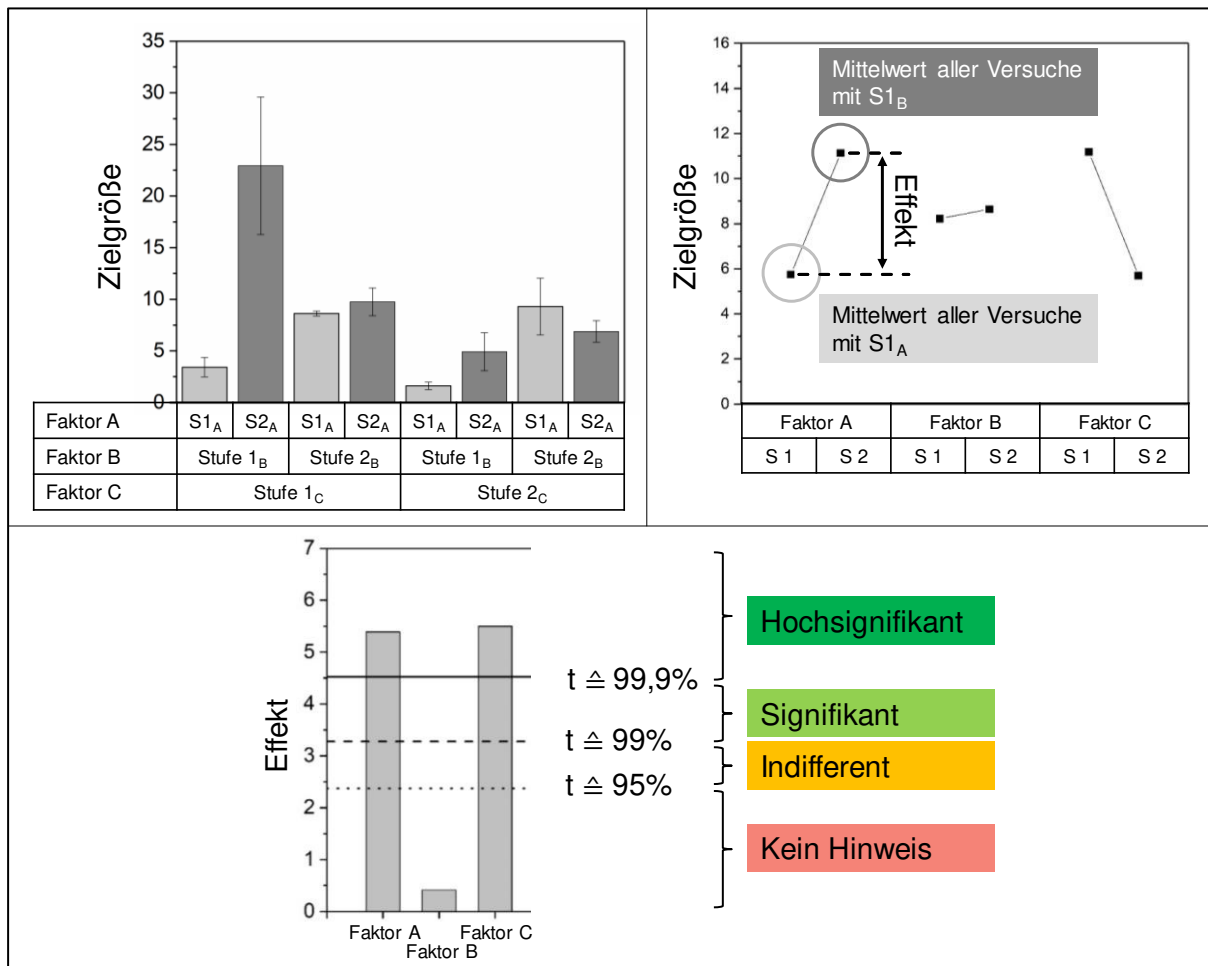 35
30
25
20
15
10
5
0
Zielgröße
Faktor A S1A S2A S1A S2A S1A S2A S1A S2A
Faktor B Stufe 1B Stufe 2B Stufe 1B Stufe 2B
Faktor C Stufe 1C Stufe 2C
16
14
12
10
8
6
4
2
0
Zielgröße
Mittelwert aller Versuche
mit S1B
Effekt
Mittelwert aller Versuche
mit S1A
Faktor A Faktor B Faktor C
S 1 S 2 S 1 S 2 S 1 S 2
7
6
5
4
3
2
1
0
Effekt
Faktor A Faktor C
Faktor B
t ≙ 99,9%
t ≙ 99%
t ≙ 95%
Hochsignifikant
Signifikant
Indifferent
Kein Hinweis